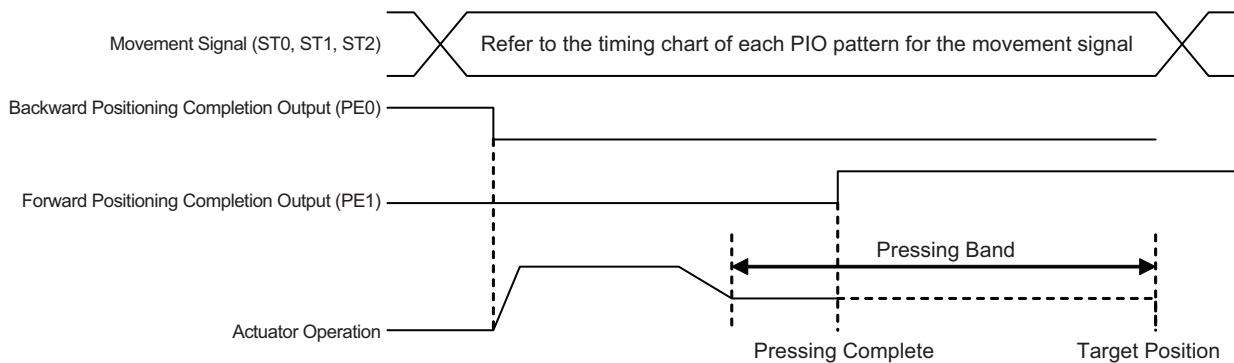 Movement Signal (ST0, ST1, ST2)
Refer to the timing chart of each PIO pattern for the movement signal
Backward Positioning Completion Output (PE0)
Forward Positioning Completion Output (PE1)
Pressing Band
Actuator Operation
Pressing Complete
Target Position